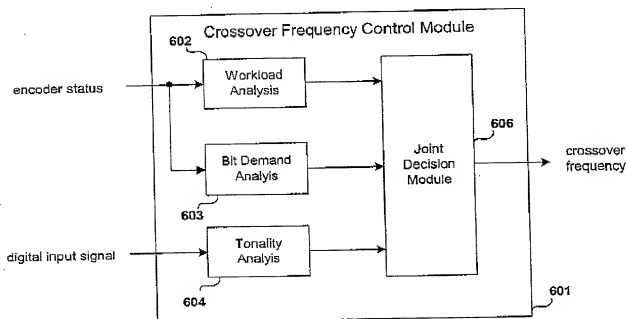 Crossover Frequency Control Module
602
Workload
Analysis
encoder status
606
Joint
Decision
Module
crossover
frequency
Bit Demand
Analyis
603
digital input signal
Tonality
Analyis
604
601